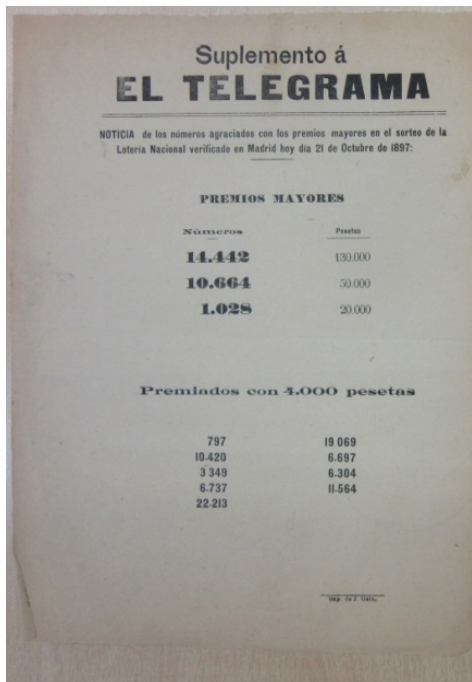 Suplemento á
EL TELEGRAMA
NOTICIA de los números agraciados con los premios mayores en el sorteo de la
Lotería Nacional verificado en Madrid hoy dia 21 de Octubre de 1897:
PREMIOS MAYORES
Números Pesetas
14.442 130.000
10.664 50.000
1.028 20.000
Premiados con 4.000 pesetas
797 19 069
10.420 6.697
3 349 6.304
6.737 11.564
22.213
Imp. de